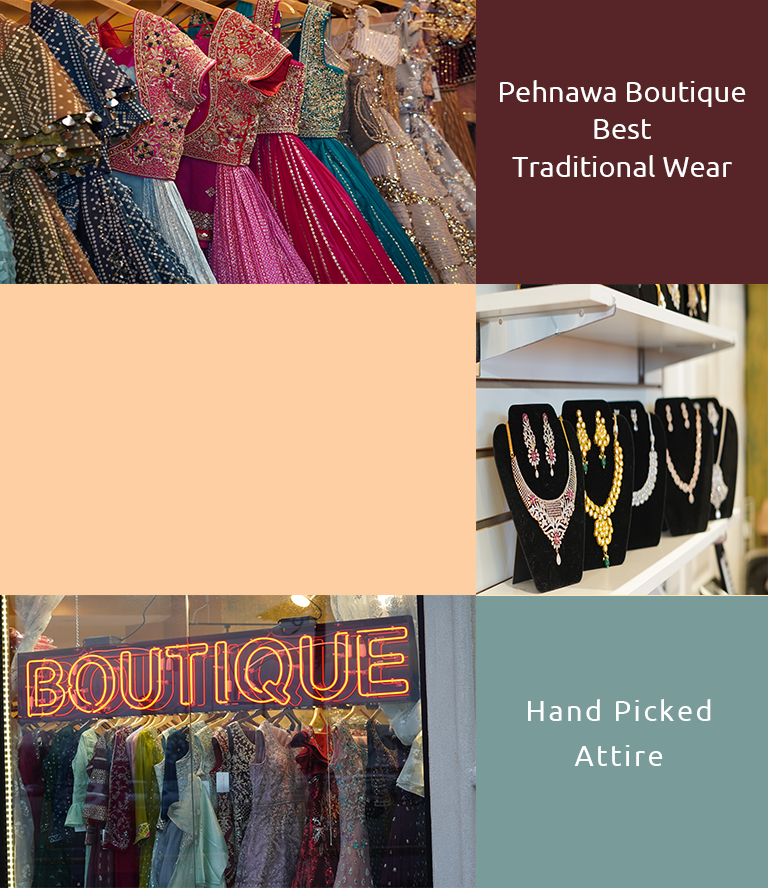 Pehnawa Boutique
Best
Traditional Wear
BOUTIQUE
Hand Picked
Attire